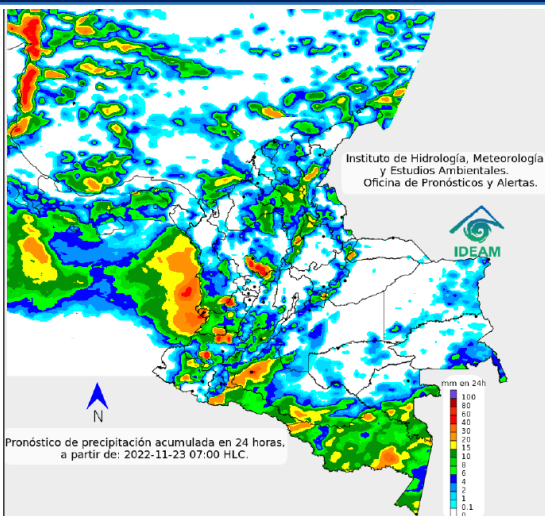 Instituto de Hidrología, Meteorología
y Estudios Ambientales.
Oficina de Pronósticos y Alertas.
IDEAM
N
Pronóstico de precipitación acumulada en 24 horas,
a partir de: 2022-11-23 07:00 HLC.
mm en 24h
100
80
60
40
30
20
15
10
8
6
4
2
1
0.1
0